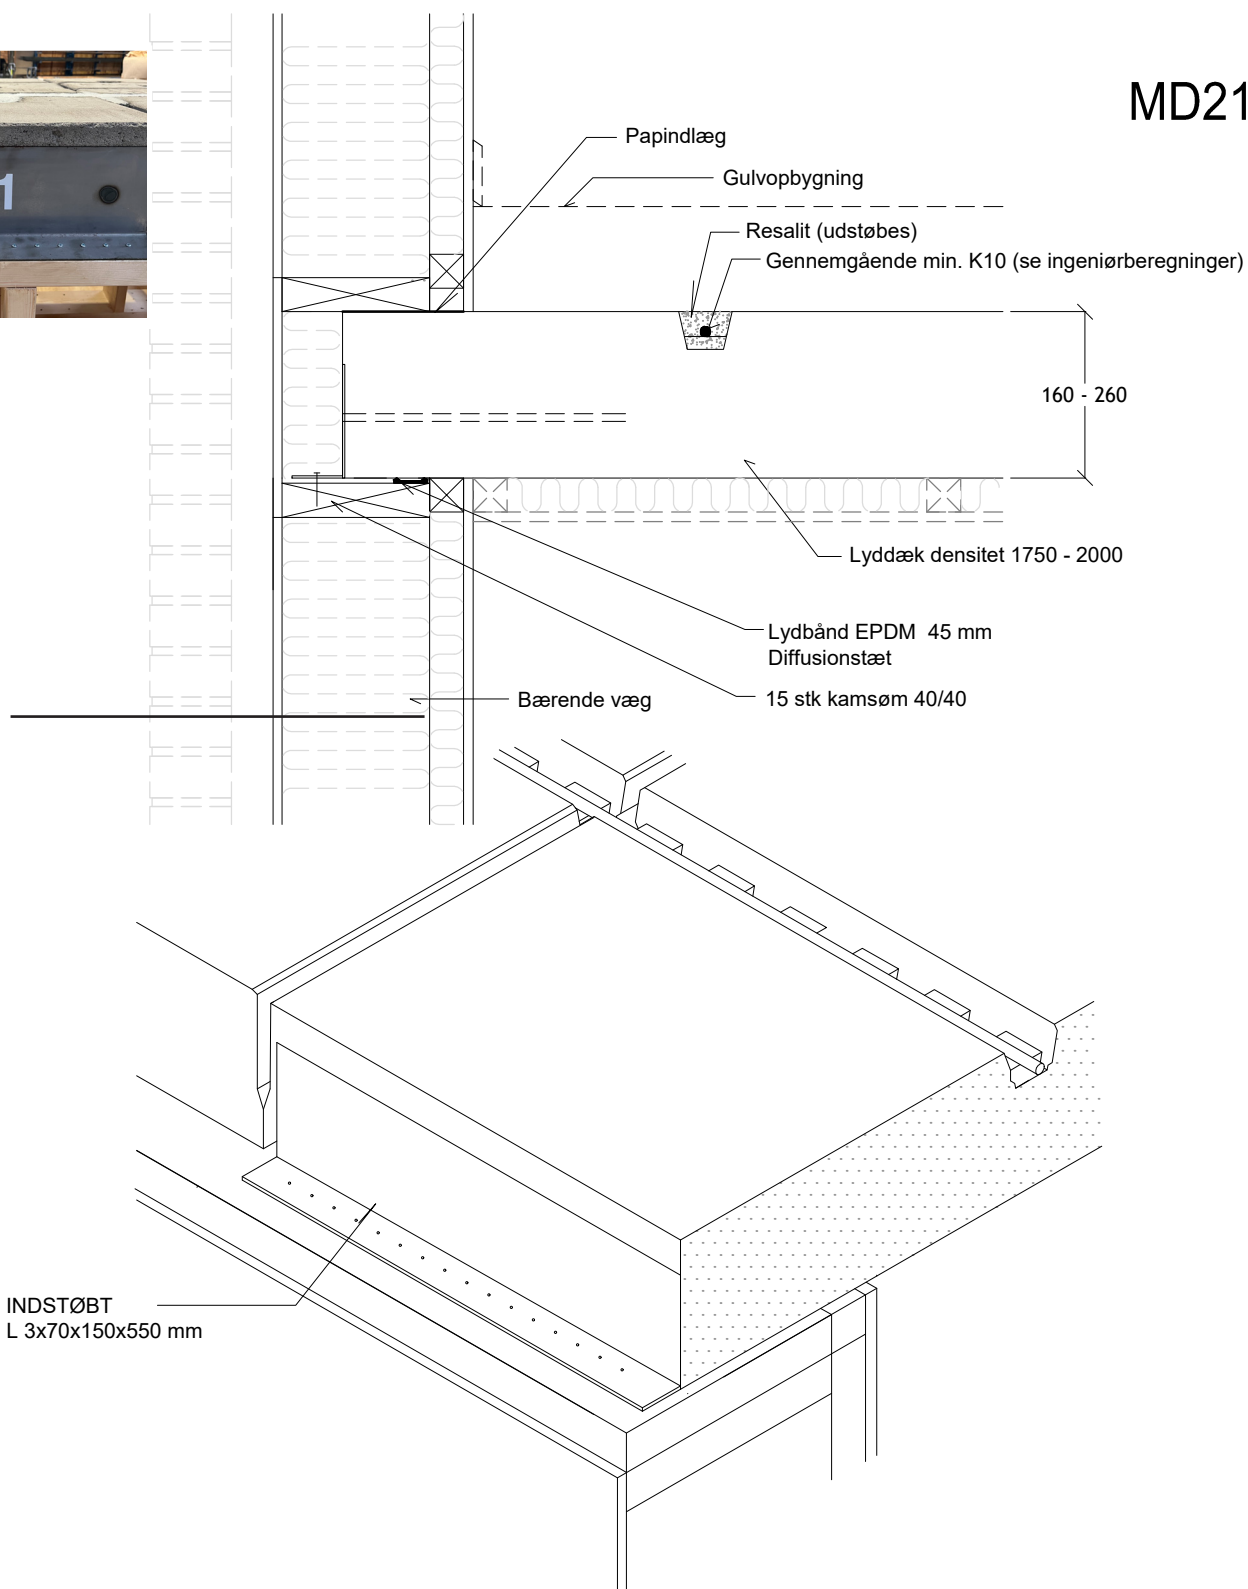 MD21
1
Papindlæg
Gulvopbygning
Resalit (udstøbes)
Gennemgående min. K10 (se ingeniørberegninger)
160 - 260
Lyddæk densitet 1750 - 2000
Lydbånd EPDM 45 mm
Diffusionstæt
15 stk kamsøm 40/40
Bærende væg
INDSTØBT
L 3x70x150x550 mm